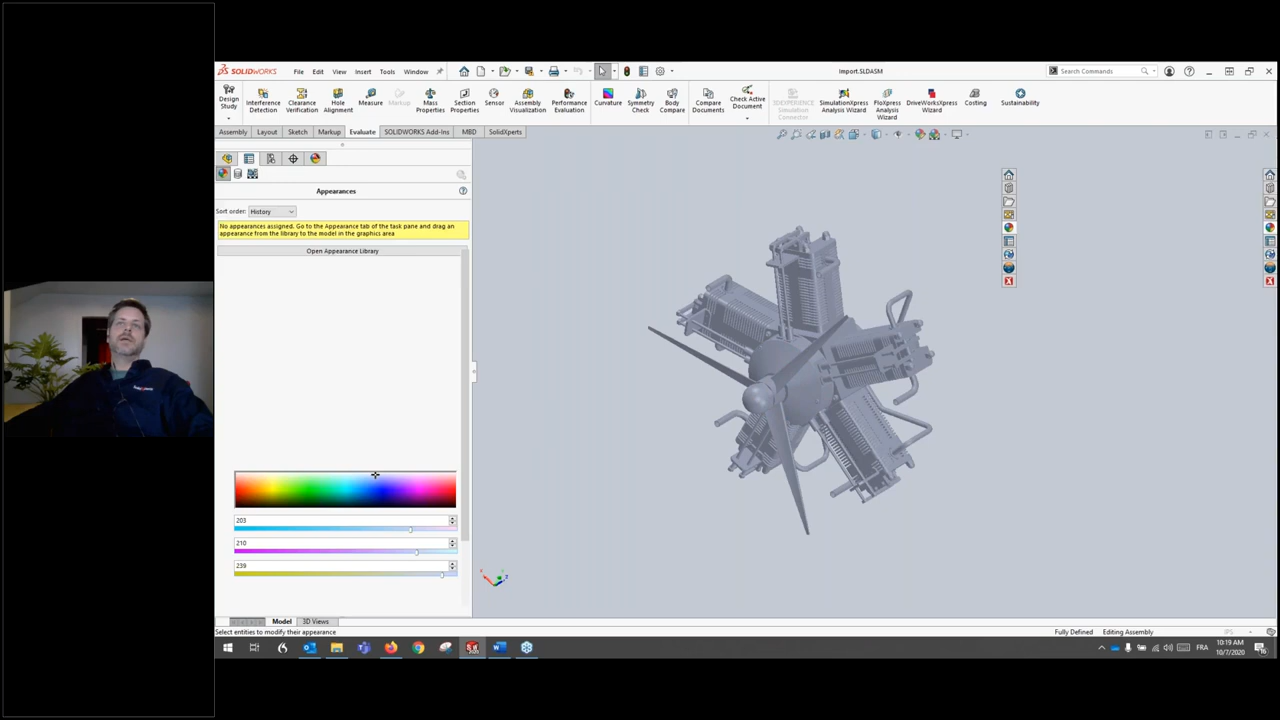 SOLIDWORKS File Edit View Insert Tools Window
Import.SLDASM
Search Commands
Design Study
Interference Detection
Clearance Verification
Hole Alignment
Measure
Markup
Mass Properties
Section Properties
Sensor
Assembly Visualization
Performance Evaluation
Curvature
Symmetry Check
Body Compare
Compare Documents
Check Active Document
3DEXPERIENCE Simulation Connector
SimulationXpress Analysis Wizard
FloXpress Analysis Wizard
DriveWorksXpress Wizard
Costing
Sustainability
Assembly Layout Sketch Markup Evaluate SOLIDWORKS Add-Ins MBD SolidXperts
Appearances
Sort order: History
No appearances assigned. Go to the Appearance tab of the task pane and drag an
appearance from the library to the model in the graphics area
Open Appearance Library
203
210
239
Model 3D Views
Select entities to modify their appearance
Fully Defined Editing Assembly IPS
FRA
10:19 AM
10/7/2020